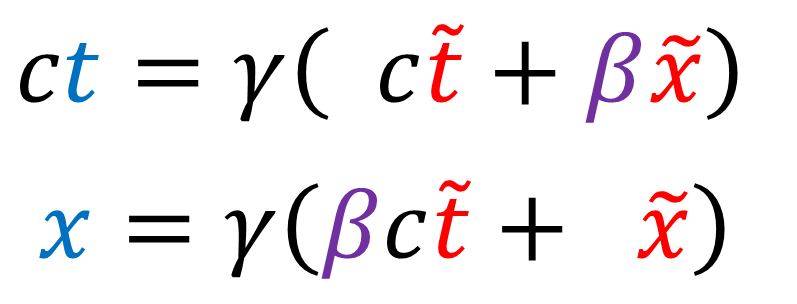 ct = γ( ct̃ + βx̃)
x = γ(βct̃ + x̃)